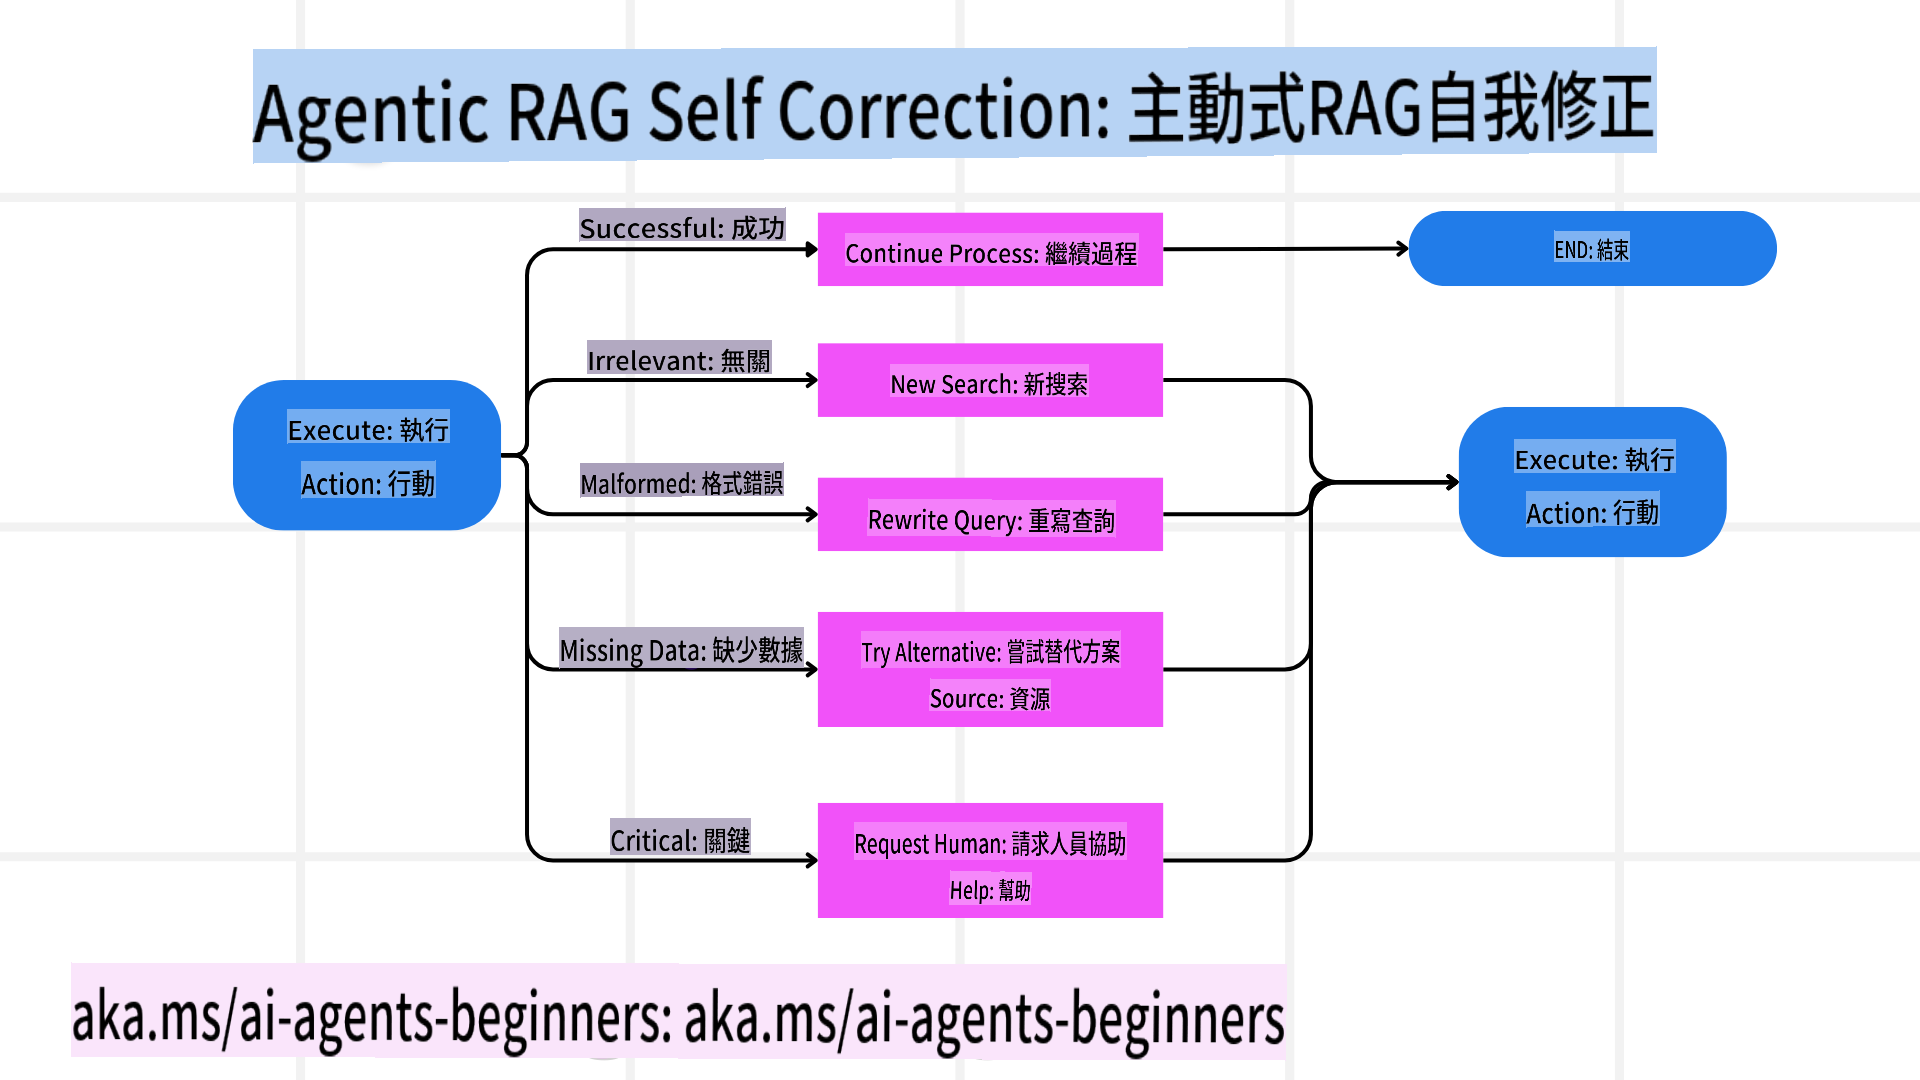 Agentic RAG Self Correction: 主動式RAG自我修正
Successful: 成功
Continue Process: 繼續過程
END: 結束
Irrelevant: 無關
New Search: 新搜索
Execute: 執行
Action: 行動
Malformed: 格式錯誤
Rewrite Query: 重寫查詢
Execute: 執行
Action: 行動
Missing Data: 缺少數據
Try Alternative: 嘗試替代方案
Source: 資源
Critical: 關鍵
Request Human: 請求人員協助
Help: 幫助
aka.ms/ai-agents-beginners: aka.ms/ai-agents-beginners